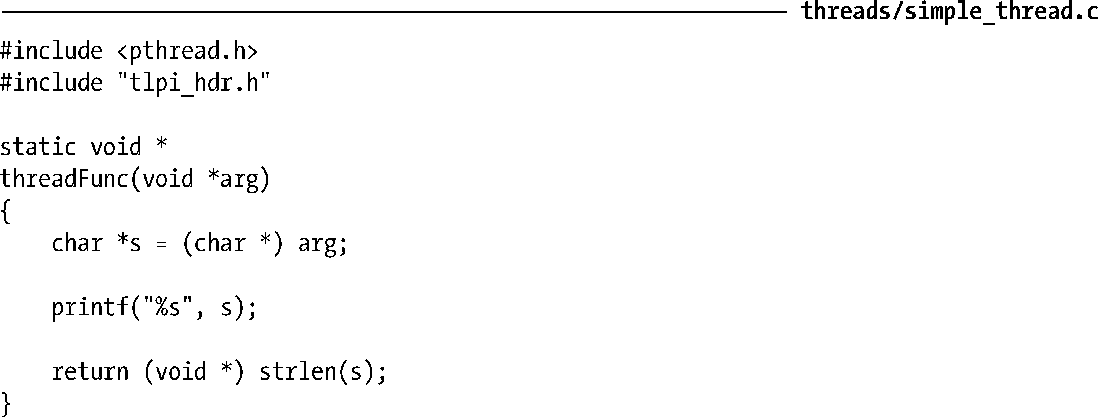 threads/simple_thread.c
#include <pthread.h>
#include "tlpi_hdr.h"
static void *
threadFunc(void *arg)
{
    char *s = (char *) arg;
    printf("%s", s);
    return (void *) strlen(s);
}